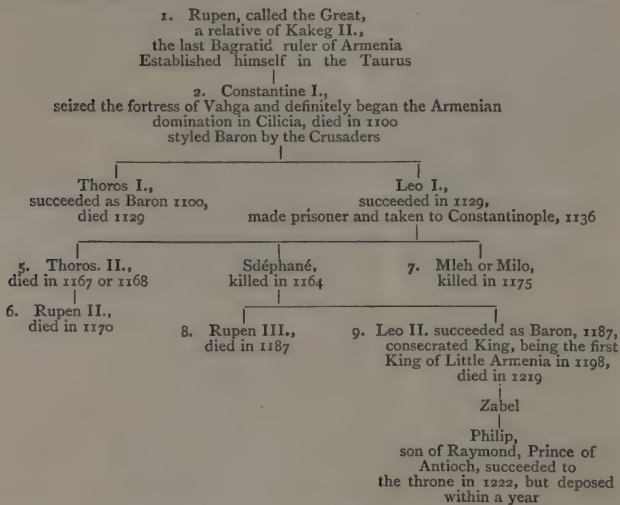 1. Rupen, called the Great,
a relative of Kakeg II.,
the last Bagratid ruler of Armenia
Established himself in the Taurus
2. Constantine I.,
seized the fortress of Vahga and definitely began the Armenian
domination in Cilicia, died in 1100
styled Baron by the Crusaders
Thoros I.,
succeeded as Baron 1100,
died 1129
Leo I.,
succeeded in 1129,
made prisoner and taken to Constantinople, 1136
5. Thoros. II.,
died in 1167 or 1168
Sdéphané,
killed in 1164
7. Mleh or Milo,
killed in 1175
6. Rupen II.,
died in 1170
8. Rupen III.,
died in 1187
9. Leo II. succeeded as Baron, 1187,
consecrated King, being the first
King of Little Armenia in 1198,
died in 1219
Zabel
Philip,
son of Raymond, Prince of
Antioch, succeeded to
the throne in 1222, but deposed
within a year